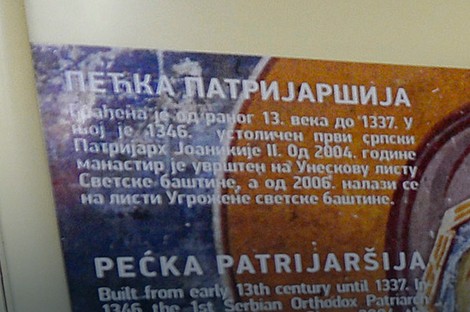 ПЕЋКА ПАТРИЈАРШИЈА
Грађена је од раног 13. века до 1337. У
њој је 1346. устоличен први српски
Патријарх Јоаникије II. Од 2004. године
манастир је уврштен на Унескову листу
Светске баштине, а од 2006. налази се
на листи Угрожене светске баштине.
PEĆKA PATRIJARŠIJA
Built from early 13th century until 1337. In
1346 the 1st Serbian Orthodox Patriarch